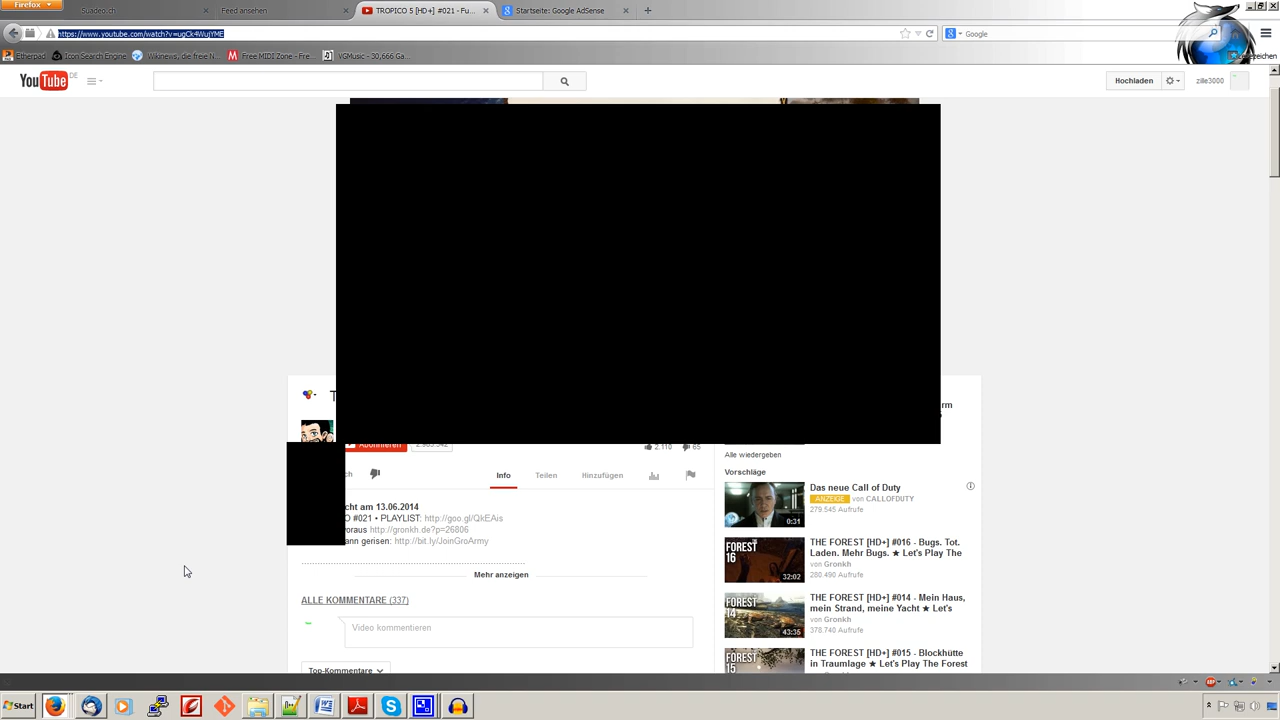 Firefox
Suadeo.ch
Feed ansehen
TROPICO 5 [HD+] #021 - Fu...
Startseite: Google AdSense
https://www.youtube.com/watch?v=ugCk4WujYME
Google
Etherpad
Icon Search Engine
Wikinews, die freie N...
Free MIDI Zone - Fre...
VGMusic - 30,666 Ga...
YouTube DE
Hochladen
zille3000
T
Abonnieren
2.110
65
ch
Info
Teilen
Hinzufügen
cht am 13.06.2014
O #021 • PLAYLIST: http://goo.gl/QkEAis
voraus http://gronkh.de?p=26806
ann gerisen: http://bit.ly/JoinGroArmy
Mehr anzeigen
ALLE KOMMENTARE (337)
Video kommentieren
Top-Kommentare
rm
Alle wiedergeben
Vorschläge
Das neue Call of Duty
ANZEIGE von CALLOFDUTY
279.545 Aufrufe
0:31
THE FOREST [HD+] #016 - Bugs. Tot.
Laden. Mehr Bugs. ★ Let's Play The
von Gronkh
280.490 Aufrufe
FOREST
16
32:02
THE FOREST [HD+] #014 - Mein Haus,
mein Strand, meine Yacht ★ Let's
von Gronkh
378.740 Aufrufe
FOREST
14
43:35
THE FOREST [HD+] #015 - Blockhütte
in Traumlage ★ Let's Play The Forest
FOREST
15
Start